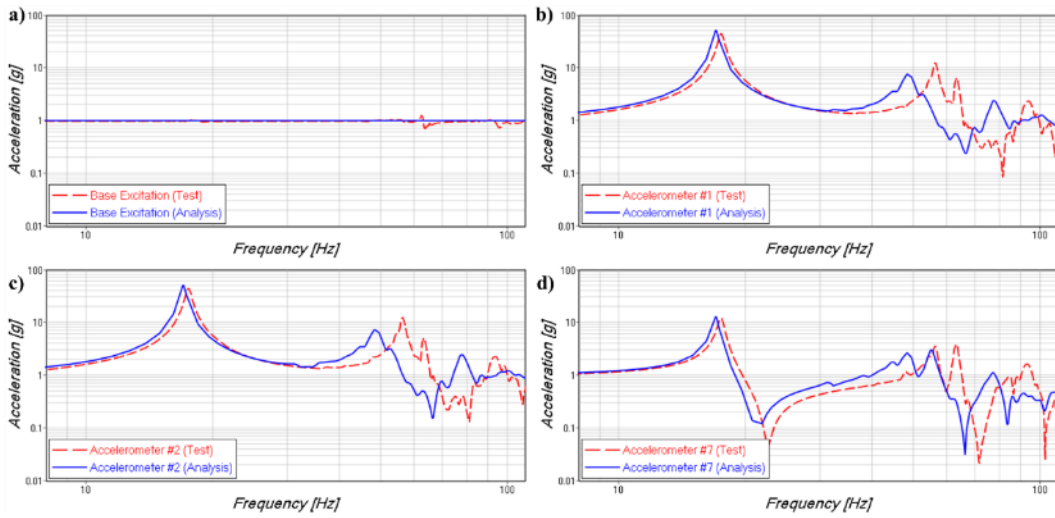 a)
100
10
1
0.1
0.01
Acceleration [g]
Base Excitation (Test)
Base Excitation (Analysis)
10
100
Frequency [Hz]
b)
100
10
1
0.1
0.01
Acceleration [g]
Accelerometer #1 (Test)
Accelerometer #1 (Analysis)
10
100
Frequency [Hz]
c)
100
10
1
0.1
0.01
Acceleration [g]
Accelerometer #2 (Test)
Accelerometer #2 (Analysis)
10
100
Frequency [Hz]
d)
100
10
1
0.1
0.01
Acceleration [g]
Accelerometer #7 (Test)
Accelerometer #7 (Analysis)
10
100
Frequency [Hz]